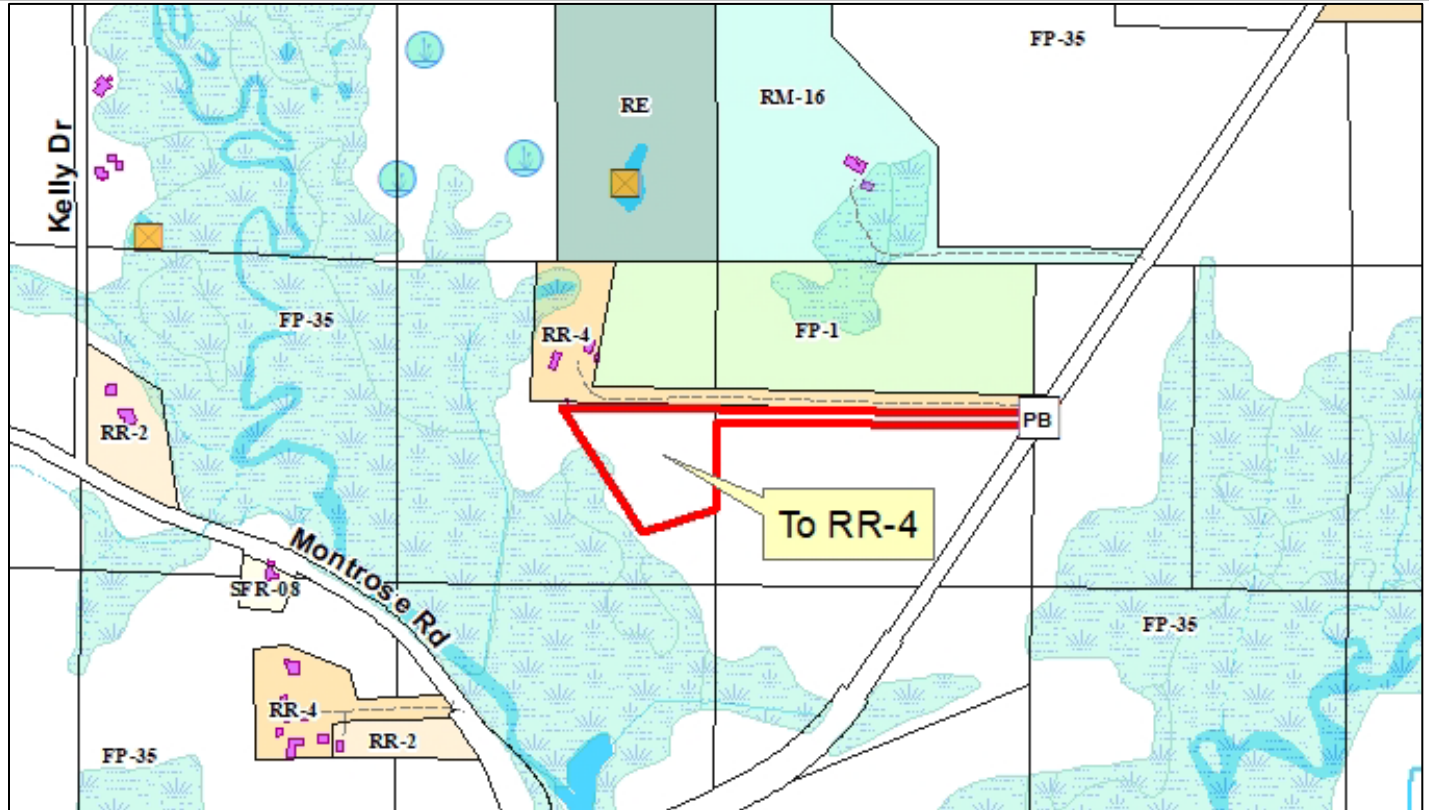 FP-35
RE
RM-16
Kelly Dr
FP-35
RR-4
FP-1
PB
RR-2
To RR-4
Montrose Rd
SFR-08
FP-35
RR-4
RR-2
FP-35